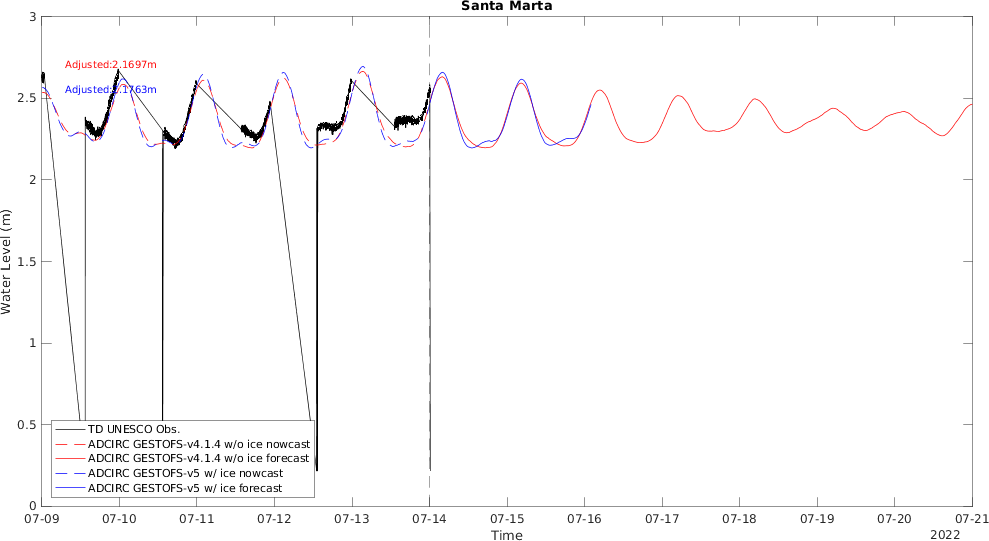 Santa Marta
Adjusted:2.1697m
Adjusted:2.1763m
Water Level (m)
3
2.5
2
1.5
1
0.5
0
TD UNESCO Obs.
ADCIRC GESTOFS-v4.1.4 w/o ice nowcast
ADCIRC GESTOFS-v4.1.4 w/o ice forecast
ADCIRC GESTOFS-v5 w/ ice nowcast
ADCIRC GESTOFS-v5 w/ ice forecast
07-09 07-10 07-11 07-12 07-13 07-14 07-15 07-16 07-17 07-18 07-19 07-20 07-21
Time
2022